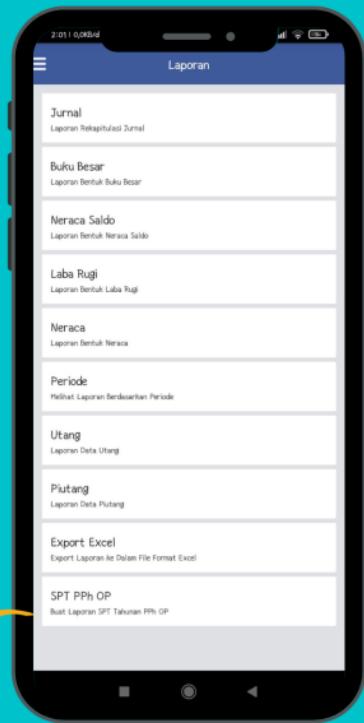 2:01 | 0,0KB/d
Laporan
Jurnal
Laporan Rekapitulasi Jurnal
Buku Besar
Laporan Bentuk Buku Besar
Neraca Saldo
Laporan Bentuk Neraca Saldo
Laba Rugi
Laporan Bentuk Laba Rugi
Neraca
Laporan Bentuk Neraca
Periode
Melihat Laporan Berdasarkan Periode
Utang
Laporan Data Utang
Piutang
Laporan Data Piutang
Export Excel
Export Laporan ke Dalam File Format Excel
SPT PPh OP
Buat Laporan SPT Tahunan PPh OP